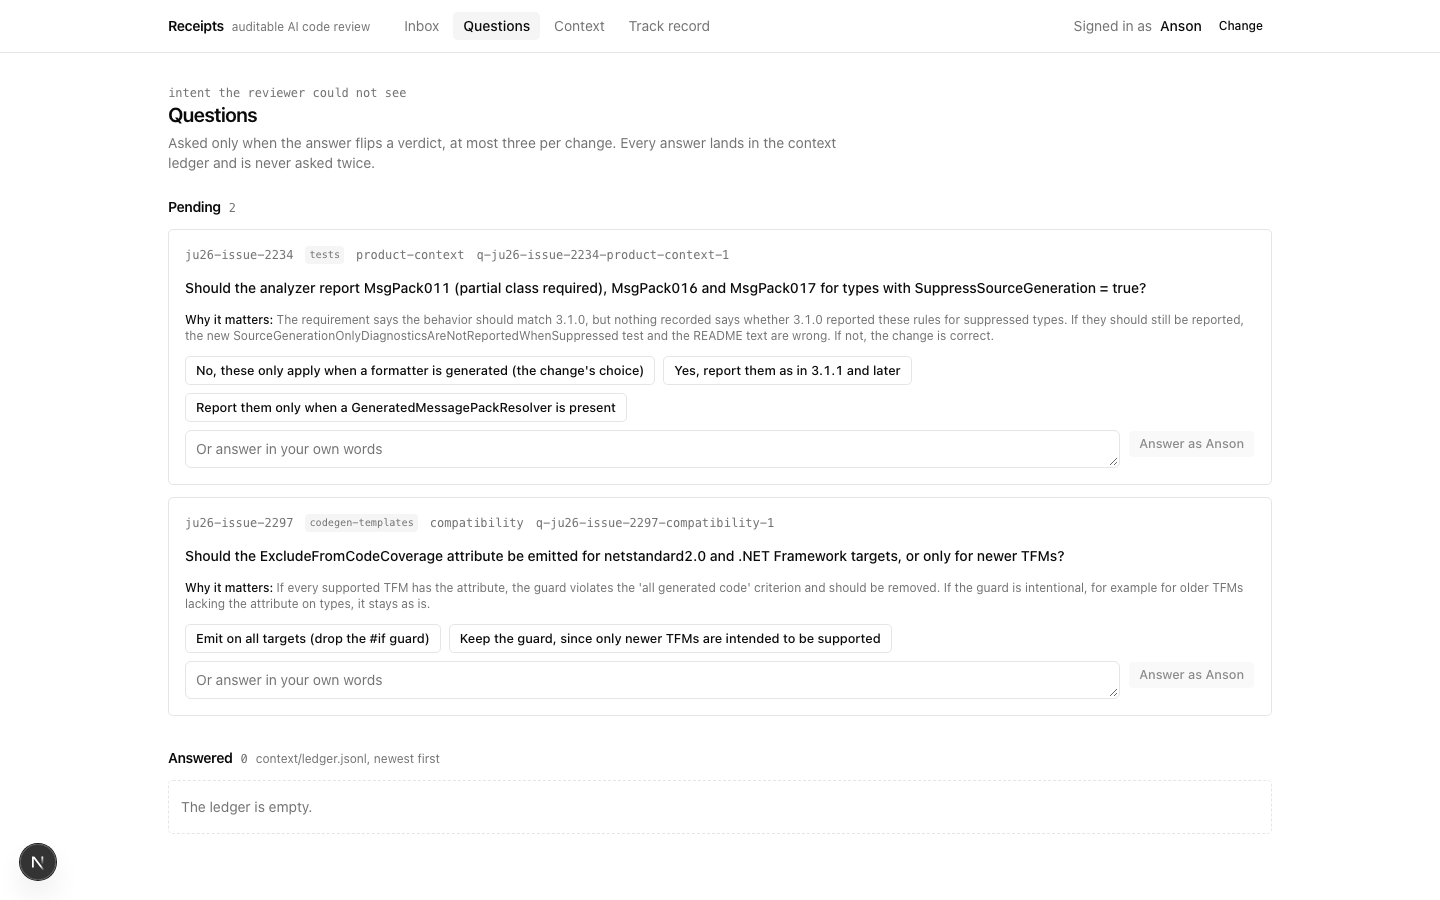 Receipts auditable AI code review Inbox Questions Context Track record Signed in as Anson Change
intent the reviewer could not see
Questions
Asked only when the answer flips a verdict, at most three per change. Every answer lands in the context
ledger and is never asked twice.
Pending 2
ju26-issue-2234 tests product-context q-ju26-issue-2234-product-context-1
Should the analyzer report MsgPack011 (partial class required), MsgPack016 and MsgPack017 for types with SuppressSourceGeneration = true?
Why it matters: The requirement says the behavior should match 3.1.0, but nothing recorded says whether 3.1.0 reported these rules for suppressed types. If they should still be reported,
the new SourceGenerationOnlyDiagnosticsAreNotReportedWhenSuppressed test and the README text are wrong. If not, the change is correct.
No, these only apply when a formatter is generated (the change's choice) Yes, report them as in 3.1.1 and later
Report them only when a GeneratedMessagePackResolver is present
Or answer in your own words Answer as Anson
ju26-issue-2297 codegen-templates compatibility q-ju26-issue-2297-compatibility-1
Should the ExcludeFromCodeCoverage attribute be emitted for netstandard2.0 and .NET Framework targets, or only for newer TFMs?
Why it matters: If every supported TFM has the attribute, the guard violates the 'all generated code' criterion and should be removed. If the guard is intentional, for example for older TFMs
lacking the attribute on types, it stays as is.
Emit on all targets (drop the #if guard) Keep the guard, since only newer TFMs are intended to be supported
Or answer in your own words Answer as Anson
Answered 0 context/ledger.jsonl, newest first
The ledger is empty.
N